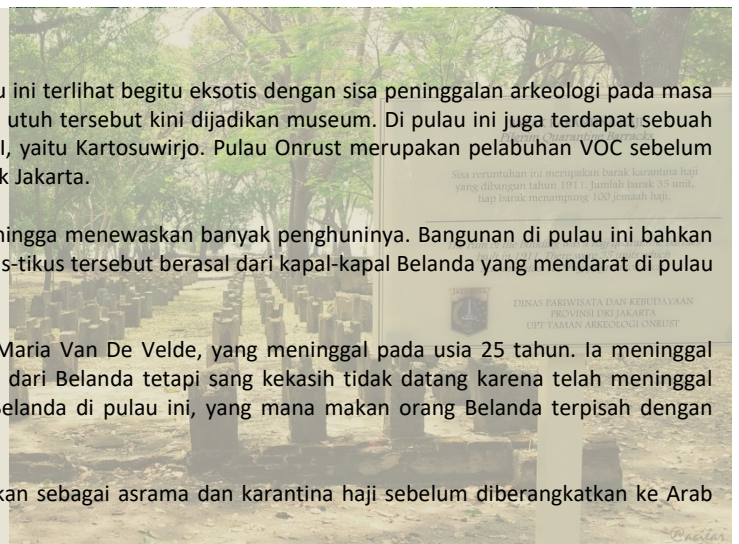 u ini terlihat begitu eksotis dengan sisa peninggalan arkeologi pada masa
utuh tersebut kini dijadikan museum. Di pulau ini juga terdapat sebuah
I, yaitu Kartosuwirjo. Pulau Onrust merupakan pelabuhan VOC sebelum
k Jakarta.
Pilgrim Quarantine Barracks
Sisa reruntuhan ini merupakan barak karantina haji
yang dibangun tahun 1911. Jumlah barak 35 unit,
tiap barak menampung 100 jemaah haji.
ningga menewaskan banyak penghuninya. Bangunan di pulau ini bahkan
s-tikus tersebut berasal dari kapal-kapal Belanda yang mendarat di pulau
DINAS PARIWISATA DAN KEBUDAYAAN
PROVINSI DKI JAKARTA
UPT TAMAN ARKEOLOGI ONRUST
Maria Van De Velde, yang meninggal pada usia 25 tahun. Ia meninggal
dari Belanda tetapi sang kekasih tidak datang karena telah meninggal
Belanda di pulau ini, yang mana makan orang Belanda terpisah dengan
kan sebagai asrama dan karantina haji sebelum diberangkatkan ke Arab